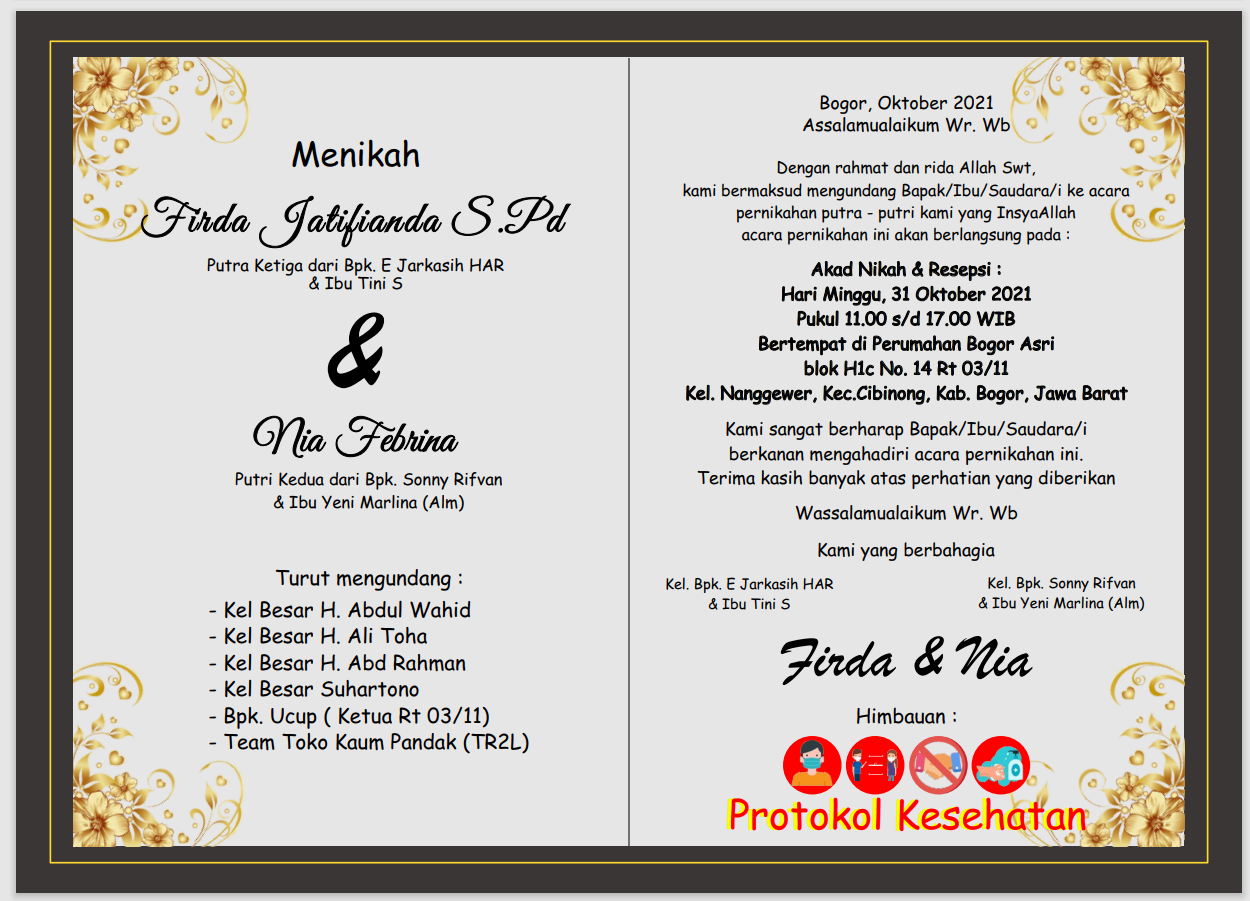 Menikah
Firda Jatifianda S.Pd
Putra Ketiga dari Bpk. E Jarkasih HAR
& Ibu Tini S
&
Nia Febrina
Putri Kedua dari Bpk. Sonny Rifvan
& Ibu Yeni Marlina (Alm)
Turut mengundang :
- Kel Besar H. Abdul Wahid
- Kel Besar H. Ali Toha
- Kel Besar H. Abd Rahman
- Kel Besar Suhartono
- Bpk. Ucup ( Ketua Rt 03/11)
- Team Toko Kaum Pandak (TR2L)
Bogor, Oktober 2021
Assalamualaikum Wr. Wb
Dengan rahmat dan rida Allah Swt,
kami bermaksud mengundang Bapak/Ibu/Saudara/i ke acara
pernikahan putra - putri kami yang InsyaAllah
acara pernikahan ini akan berlangsung pada :
Akad Nikah & Resepsi :
Hari Minggu, 31 Oktober 2021
Pukul 11.00 s/d 17.00 WIB
Bertempat di Perumahan Bogor Asri
blok H1c No. 14 Rt 03/11
Kel. Nanggewer, Kec.Cibinong, Kab. Bogor, Jawa Barat
Kami sangat berharap Bapak/Ibu/Saudara/i
berkanan mengahadiri acara pernikahan ini.
Terima kasih banyak atas perhatian yang diberikan
Wassalamualaikum Wr. Wb
Kami yang berbahagia
Kel. Bpk. E Jarkasih HAR
& Ibu Tini S
Kel. Bpk. Sonny Rifvan
& Ibu Yeni Marlina (Alm)
Firda & Nia
Himbauan :
Protokol Kesehatan